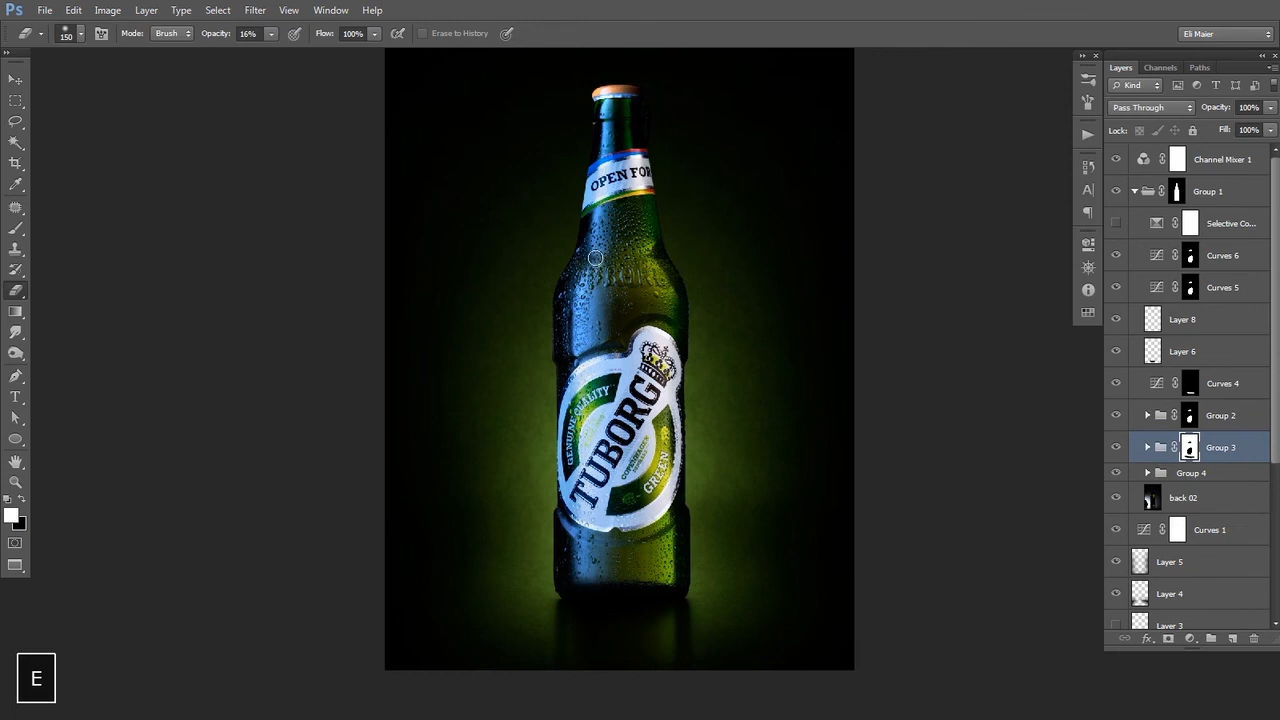 Ps File Edit Image Layer Type Select Filter View Window Help
150 Mode: Brush Opacity: 16% Flow: 100% Erase to History Eli Maier
Layers Channels Paths
Kind T
Pass Through Opacity: 100%
Lock: Fill: 100%
Channel Mixer 1
Group 1
Selective Co...
Curves 6
Curves 5
Layer 8
Layer 6
Curves 4
Group 2
Group 3
Group 4
back 02
Curves 1
Layer 5
Layer 4
Layer 3
fx
A
T
OPEN FOR
GENUINE QUALITY
TUBORG
COPENHAGEN
GREEN
E